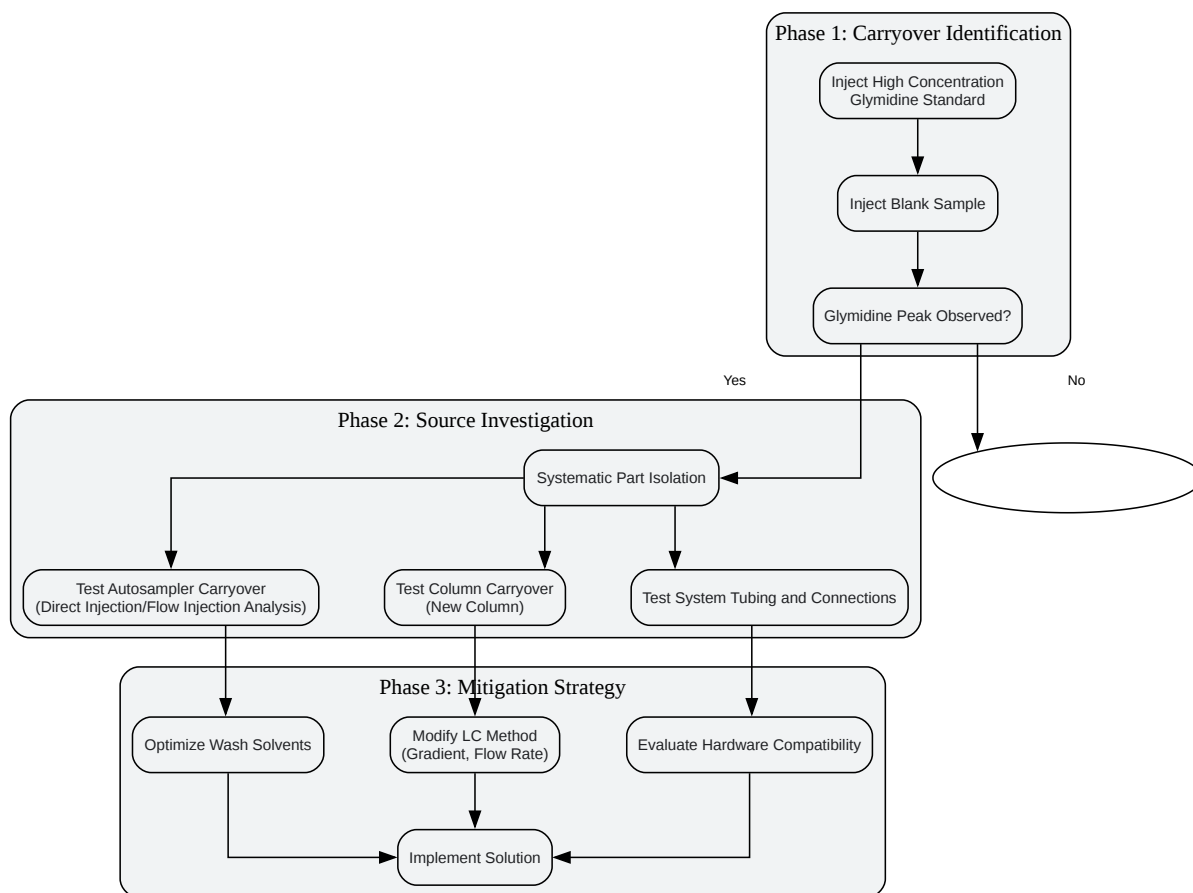 Phase 1: Carryover Identification
Inject High Concentration
Glymidine Standard
Inject Blank Sample
Glymidine Peak Observed?
Yes
No
Phase 2: Source Investigation
Systematic Part Isolation
Test Autosampler Carryover
(Direct Injection/Flow Injection Analysis)
Test Column Carryover
(New Column)
Test System Tubing and Connections
Phase 3: Mitigation Strategy
Optimize Wash Solvents
Modify LC Method
(Gradient, Flow Rate)
Evaluate Hardware Compatibility
Implement Solution